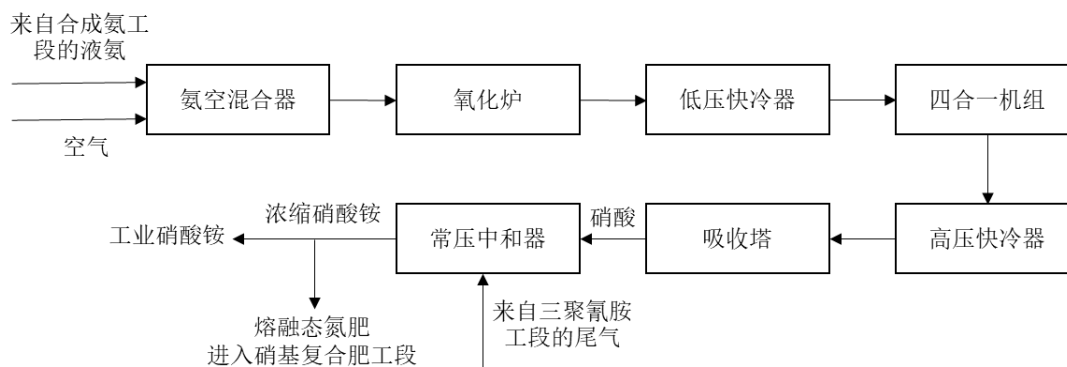 来自合成氨工
段的液氨
空气
氨空混合器
氧化炉
低压快冷器
四合一机组
高压快冷器
吸收塔
硝酸
常压中和器
浓缩硝酸铵
工业硝酸铵
熔融态氮肥
进入硝基复合肥工段
来自三聚氰胺
工段的尾气